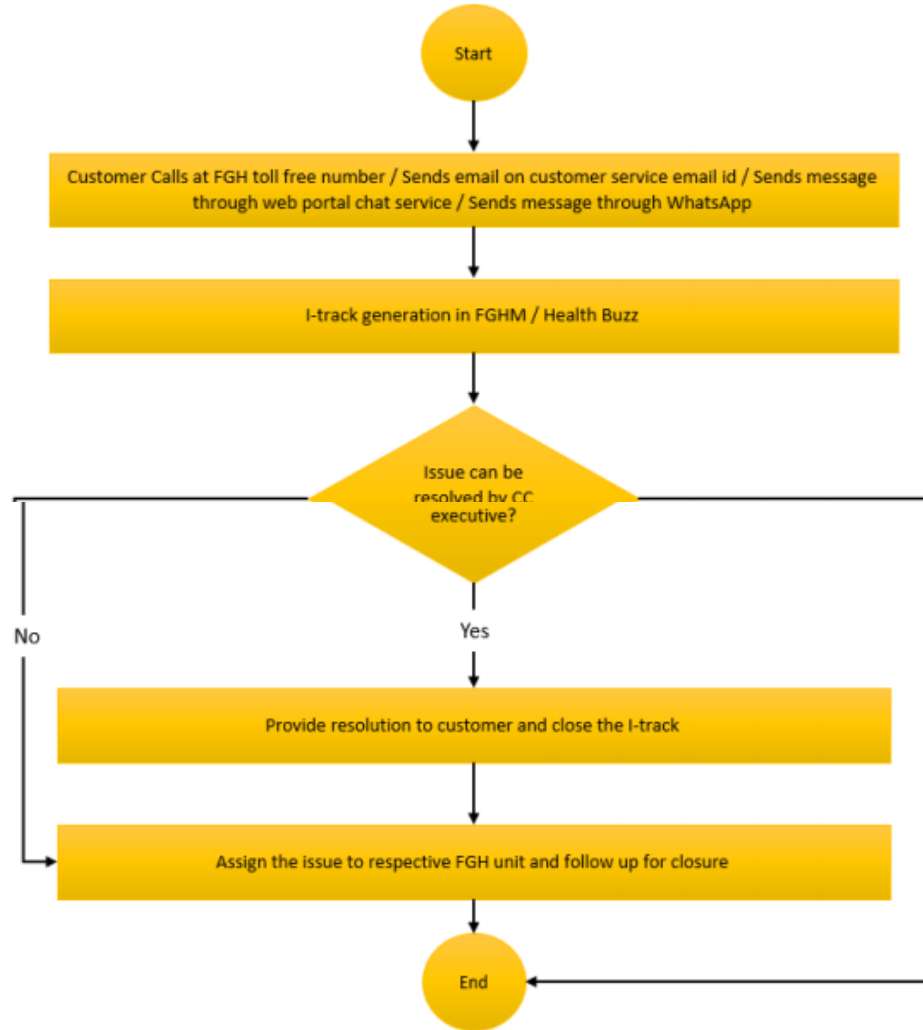 Start
Customer Calls at FGH toll free number / Sends email on customer service email id / Sends message
through web portal chat service / Sends message through WhatsApp
I-track generation in FGHM / Health Buzz
Issue can be
resolved by CC
executive?
No
Yes
Provide resolution to customer and close the I-track
Assign the issue to respective FGH unit and follow up for closure
End